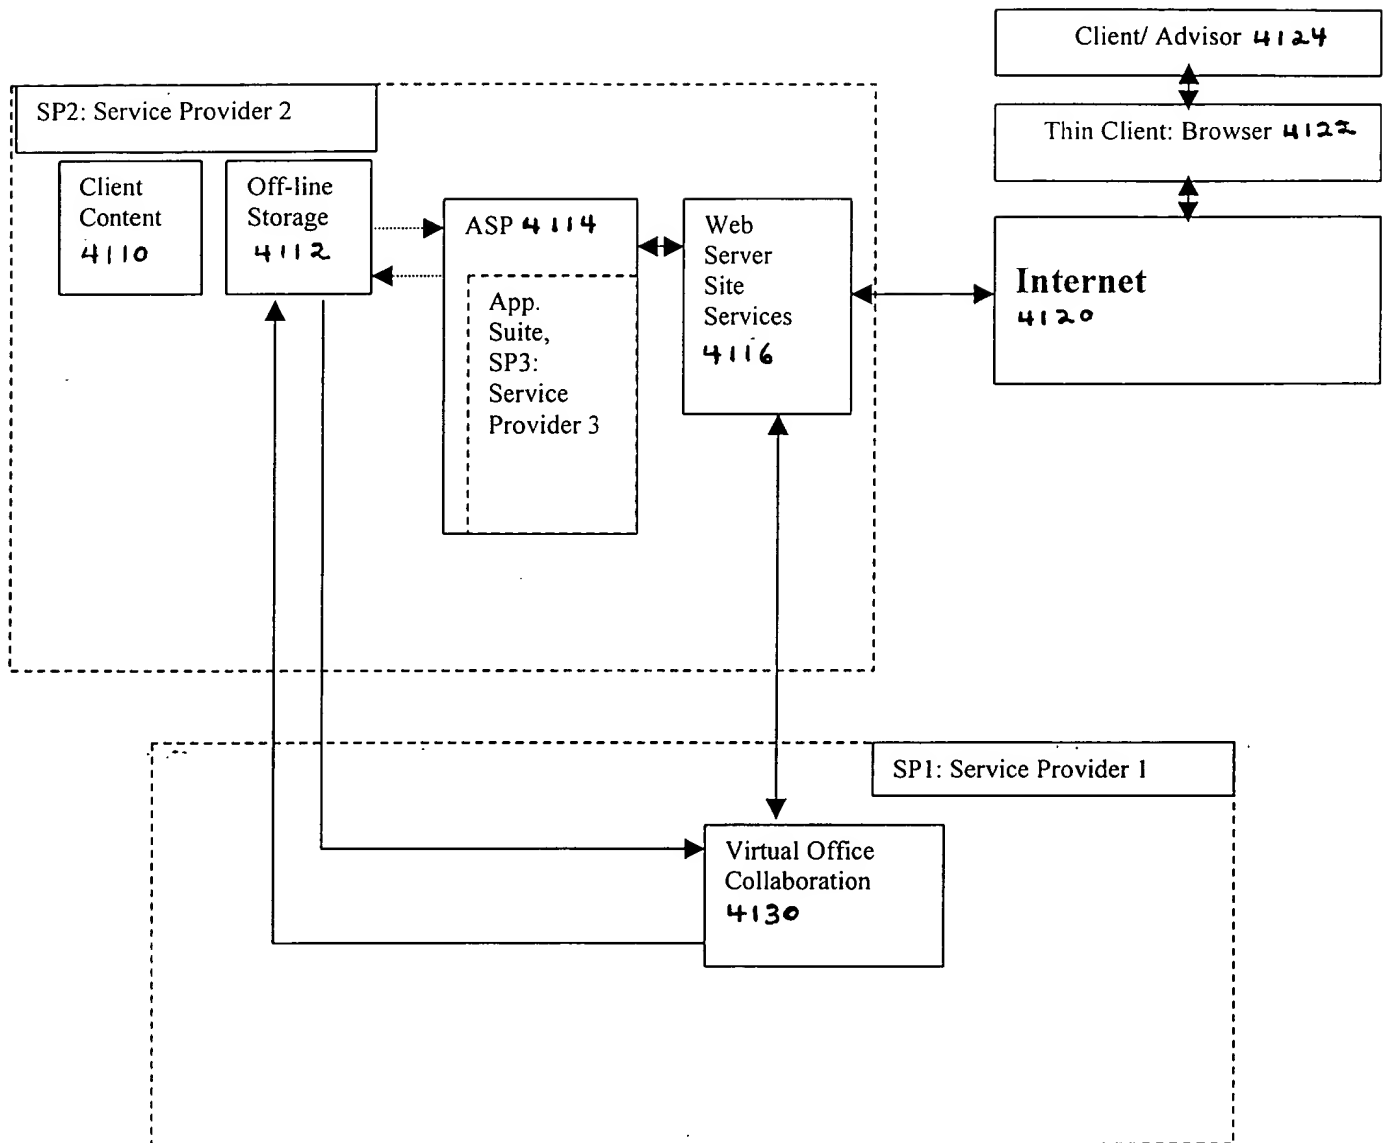 Client/ Advisor 4124
SP2: Service Provider 2
Thin Client: Browser 4122
Client
Content
4110
Off-line
Storage
4112
ASP 4114
App.
Suite,
SP3:
Service
Provider 3
Web
Server
Site
Services
4116
Internet
4120
SP1: Service Provider 1
Virtual Office
Collaboration
4130